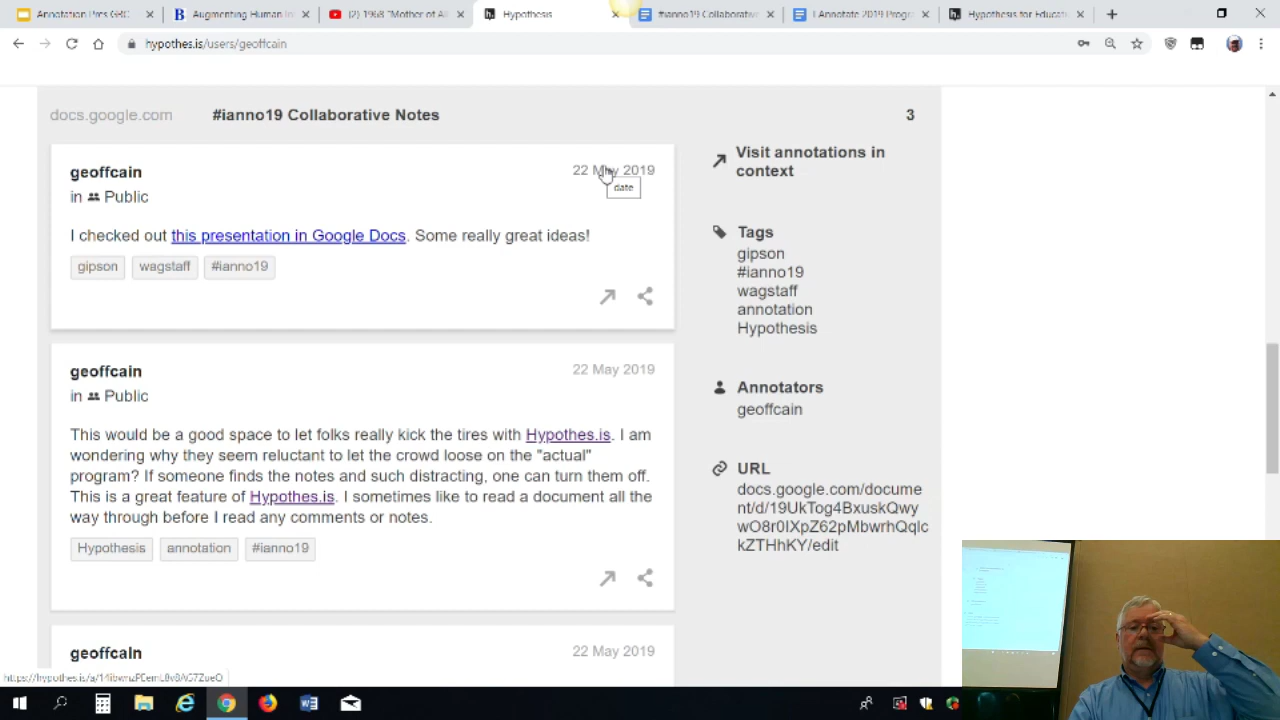 Annotation Pres GRC
Augmenting Human In
(2) 1968 "Mother of Al
Hypothesis
#ianno19 Collaborative
I Annotate 2019 Progr
Hypothesis for Educat
hypothes.is/users/geoffcain
docs.google.com
#ianno19 Collaborative Notes
3
geoffcain
22 May 2019
date
in Public
I checked out this presentation in Google Docs. Some really great ideas!
gipson
wagstaff
#ianno19
geoffcain
22 May 2019
in Public
This would be a good space to let folks really kick the tires with Hypothes.is. I am
wondering why they seem reluctant to let the crowd loose on the "actual"
program? If someone finds the notes and such distracting, one can turn them off.
This is a great feature of Hypothes.is. I sometimes like to read a document all the
way through before I read any comments or notes.
Hypothesis
annotation
#ianno19
geoffcain
22 May 2019
Visit annotations in
context
Tags
gipson
#ianno19
wagstaff
annotation
Hypothesis
Annotators
geoffcain
URL
docs.google.com/docume
nt/d/19UkTog4BxuskQwy
wO8r0IXpZ62pMbwrhQqlc
kZTHhKY/edit